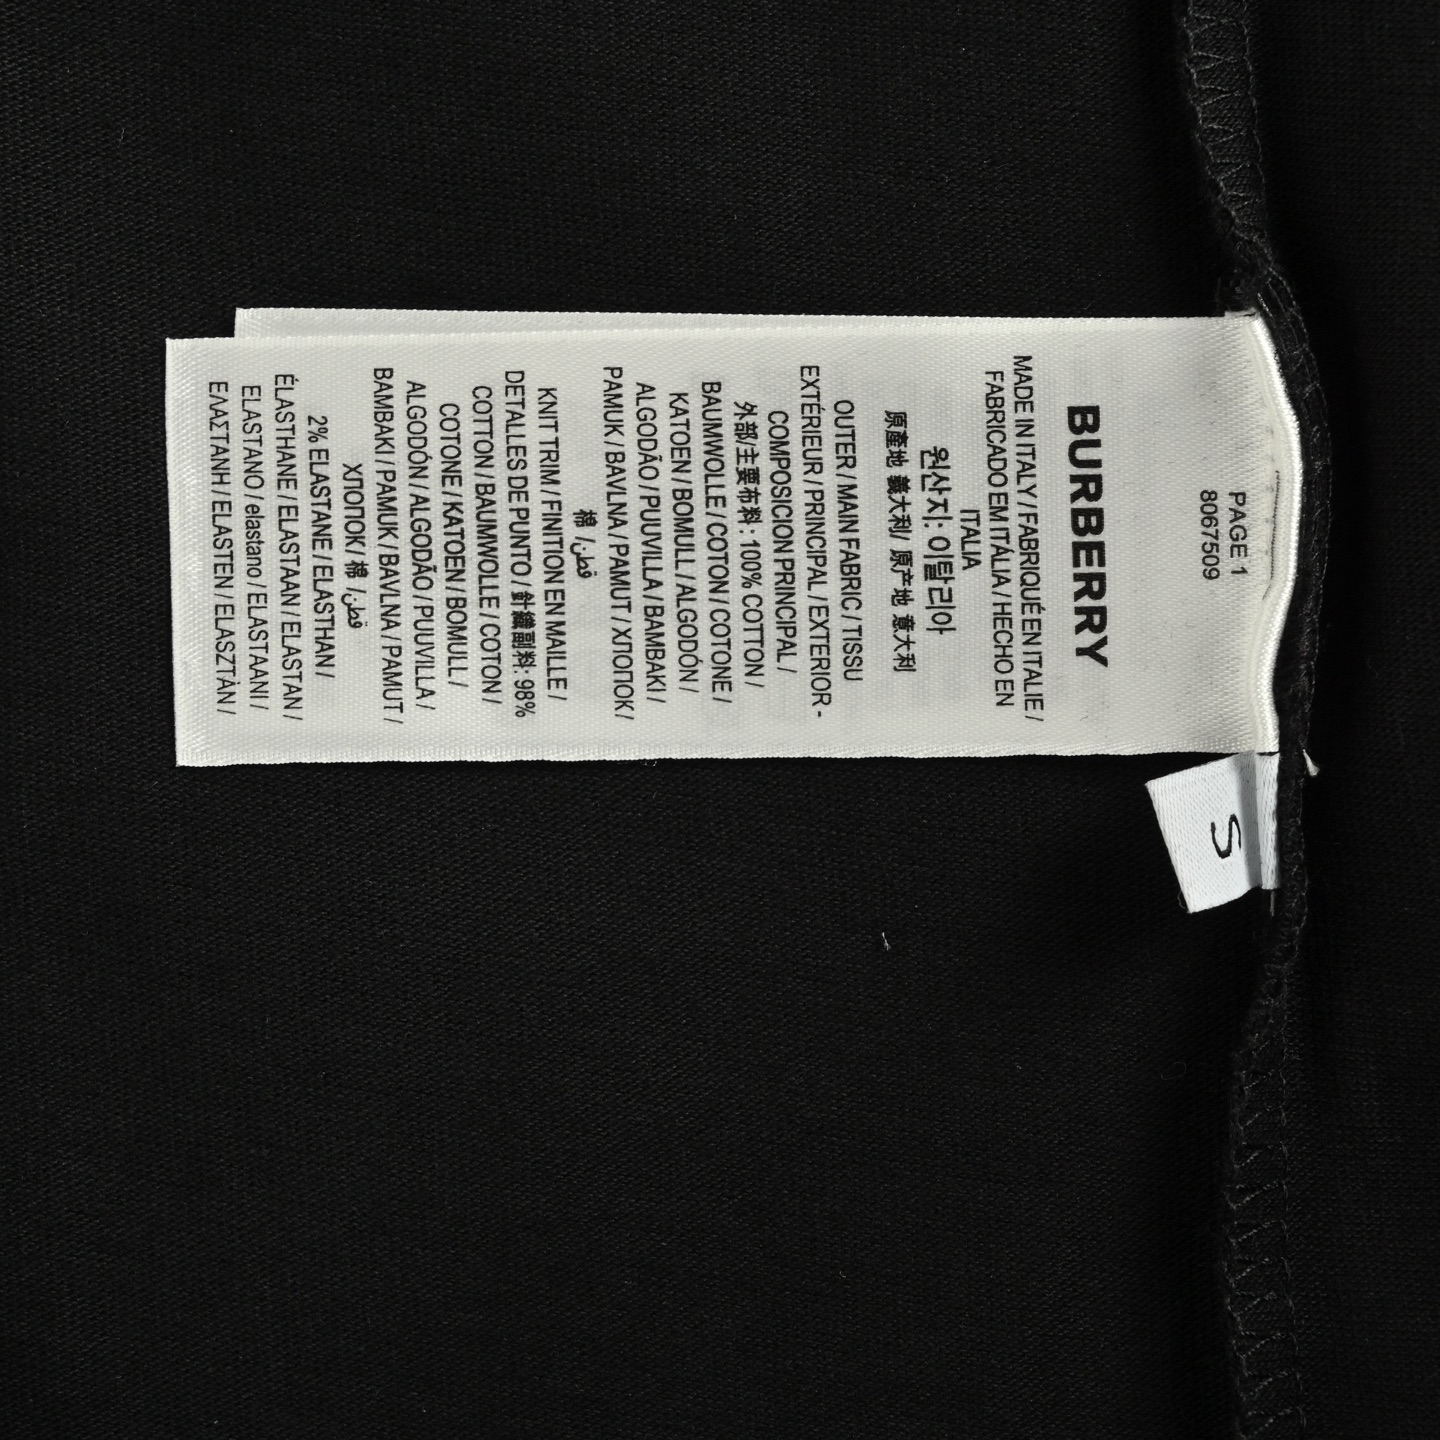 PAGE 1
8067509
BURBERRY
MADE IN ITALY / FABRIQUÉ EN ITALIE /
FABRICADO EM ITÁLIA / HECHO EN
ITALIA
원산지: 이탈리아
原產地 義大利/ 原产地 意大利
OUTER / MAIN FABRIC / TISSU
EXTÉRIEUR / PRINCIPAL / EXTERIOR-
COMPOSICION PRINCIPAL /
外部/主要布料: 100% COTTON /
BAUMWOLLE / COTON / COTONE /
KATOEN / BOMULL / ALGODÓN /
ALGODÃO / PUUVILLA / BAMBAKI /
PAMUK / BAVLNA / PAMUT / ХЛОПОК /
棉 / قطن
KNIT TRIM / FINITION EN MAILLE /
DETALLES DE PUNTO / 針織副料: 98%
COTTON / BAUMWOLLE / COTON /
COTONE / KATOEN / BOMULL /
ALGODÓN / ALGODÃO / PUUVILLA /
BAMBAKI / PAMUK / BAVLNA / PAMUT /
ХЛОПОК / 棉 / قطن
2% ELASTANE / ELASTHAN /
ÉLASTHANE / ELASTAAN / ELASTAN /
ELASTANO / elastano / ELASTAANI /
ΕΛΑΣΤΑΝΗ / ELASTEN / ELASZTÁN /
S